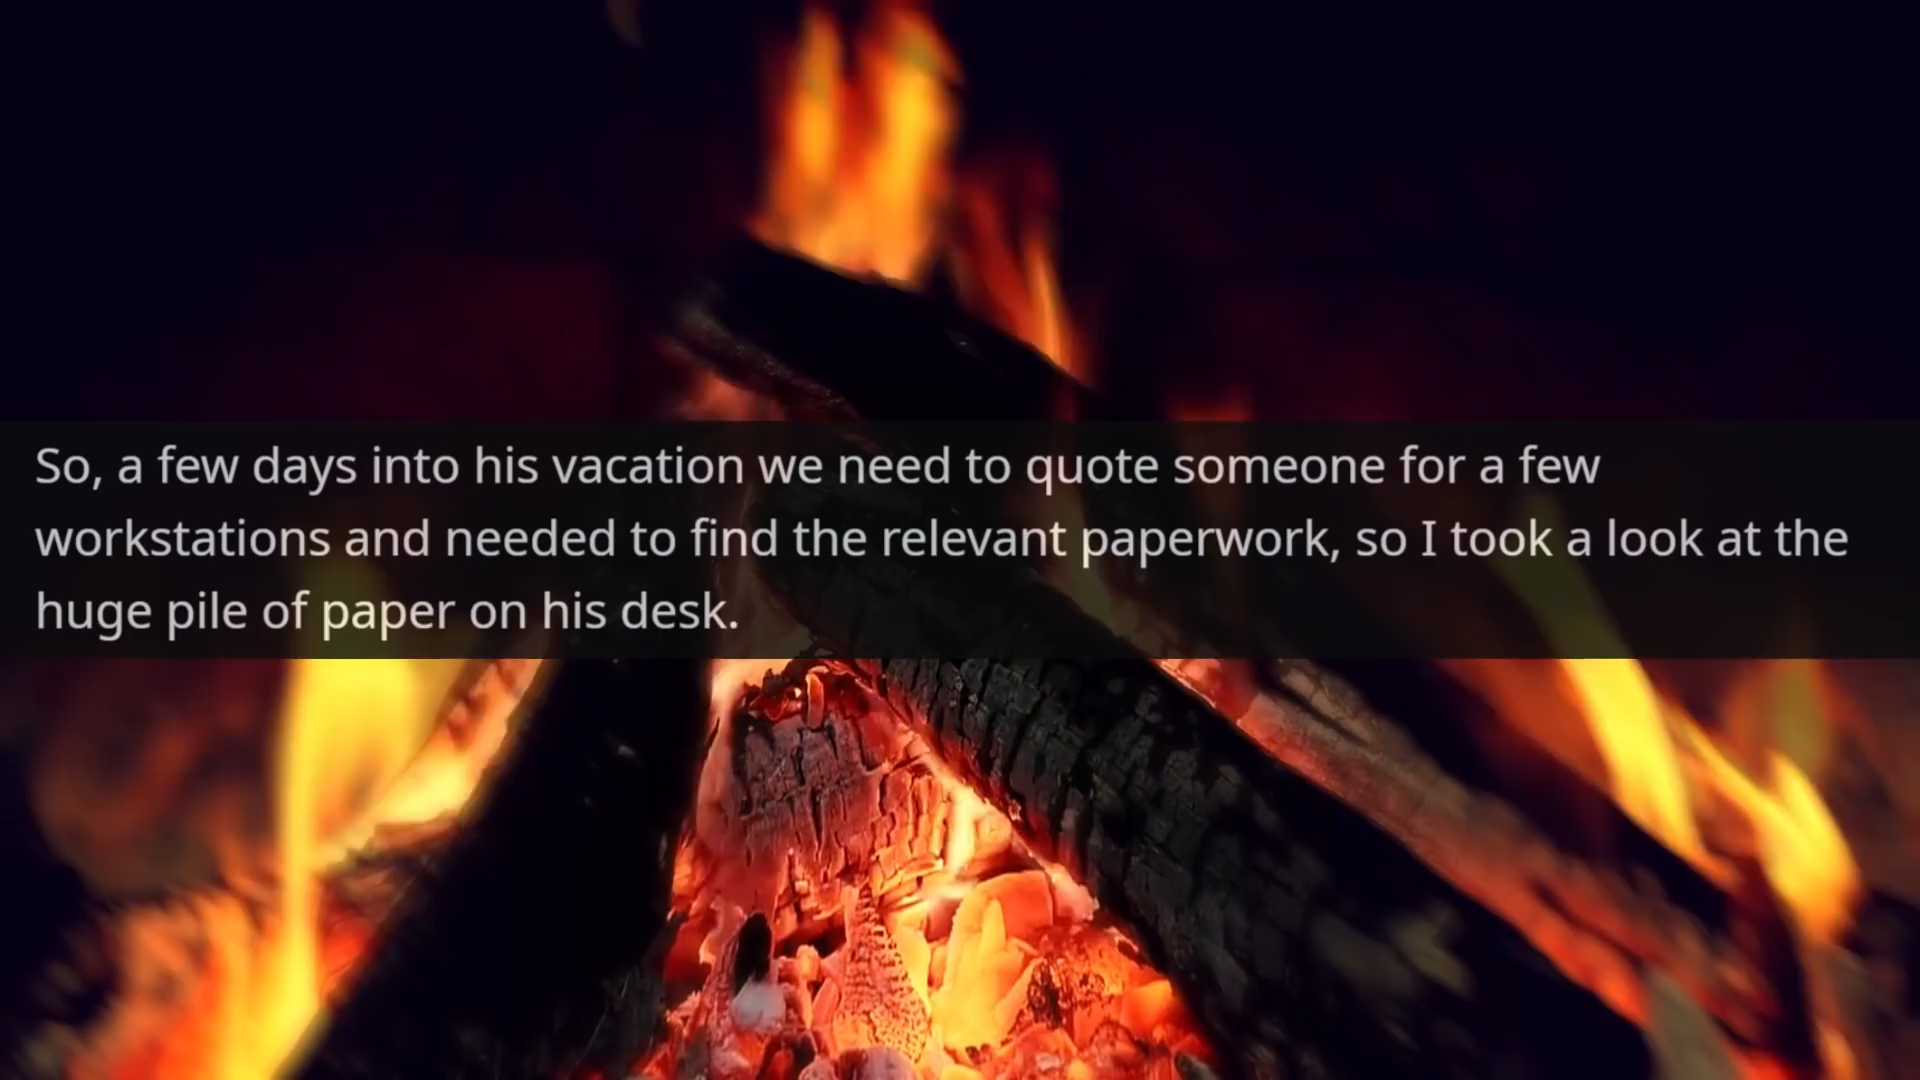 So, a few days into his vacation we need to quote someone for a few
workstations and needed to find the relevant paperwork, so I took a look at the
huge pile of paper on his desk.